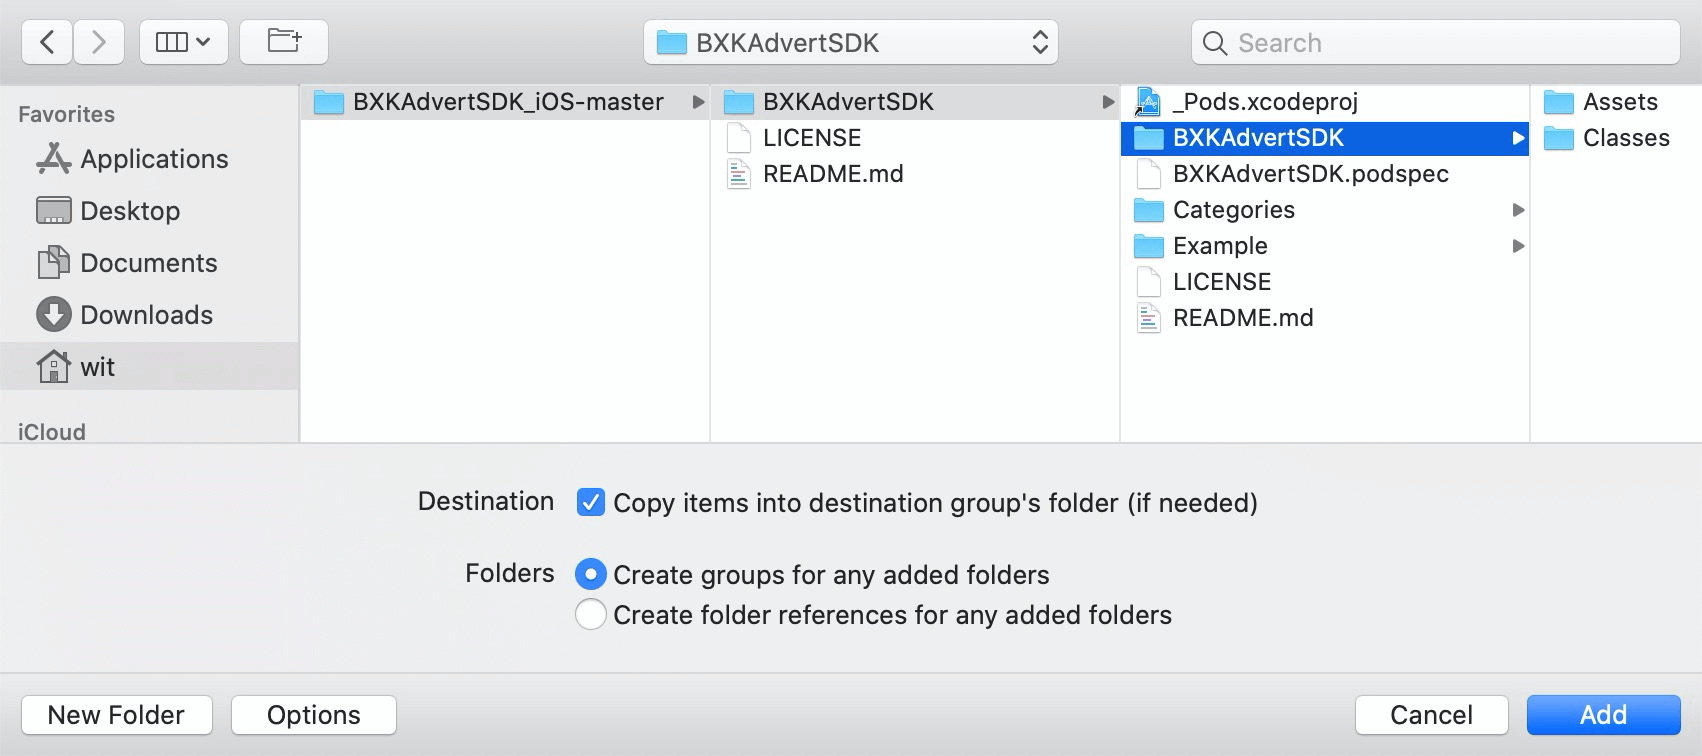 BXKAdvertSDK
Search
Favorites
Applications
Desktop
Documents
Downloads
wit
iCloud
BXKAdvertSDK_iOS-master
BXKAdvertSDK
LICENSE
README.md
_Pods.xcodeproj
BXKAdvertSDK
BXKAdvertSDK.podspec
Categories
Example
LICENSE
README.md
Assets
Classes
Destination Copy items into destination group's folder (if needed)
Folders Create groups for any added folders
Create folder references for any added folders
New Folder Options Cancel Add